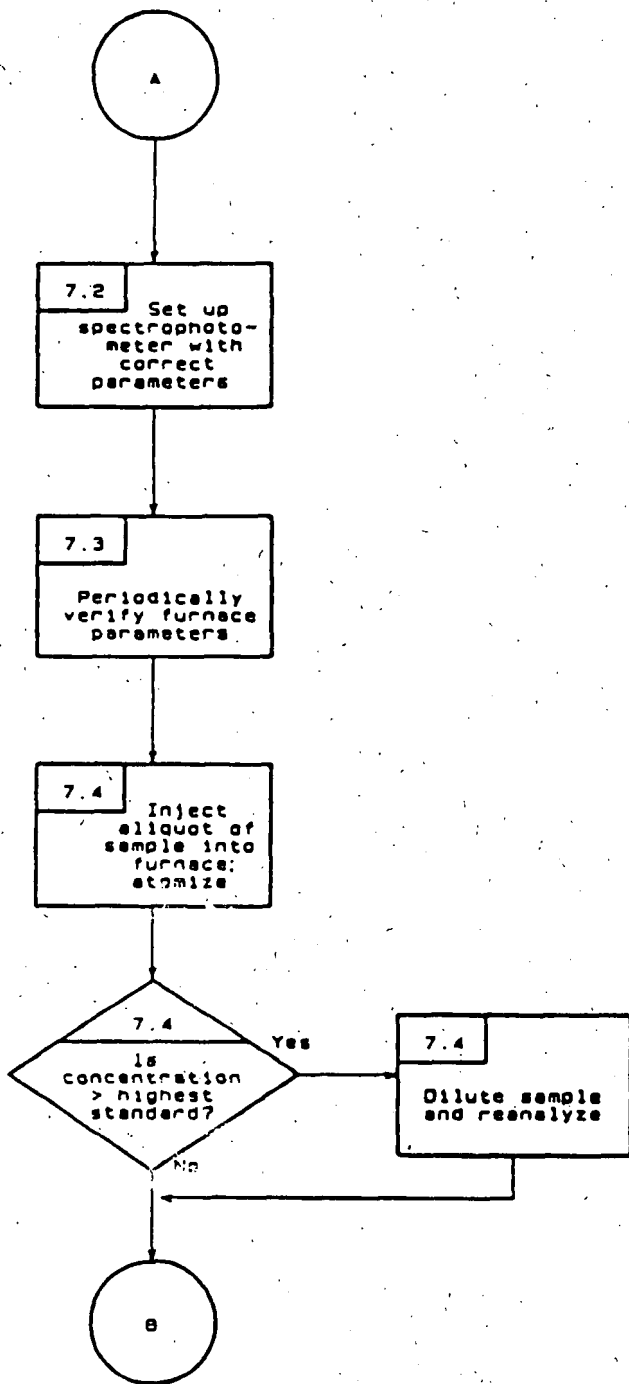 A
7.2
Set up
spectrophoto-
meter with
correct
parameters
7.3
Periodically
verify furnace
parameters
7.4
Inject
aliquot of
sample into
furnace;
atomize
7.4
Is
concentration
> highest
standard?
Yes
7.4
Dilute sample
and reanalyze
No
B